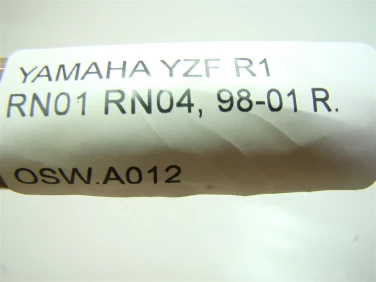 YAMAHA YZF R1
RN01 RN04, 98-01 R.
OSW.A012